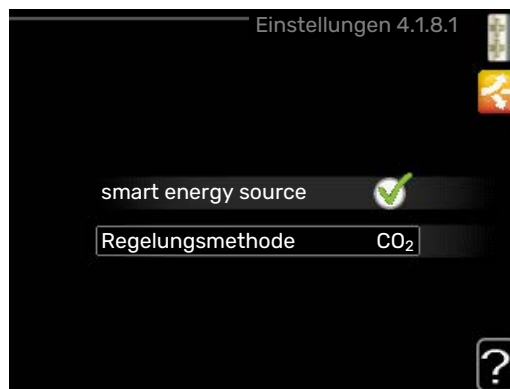 Einstellungen 4.1.8.1
smart energy source
Regelungsmethode CO₂
?